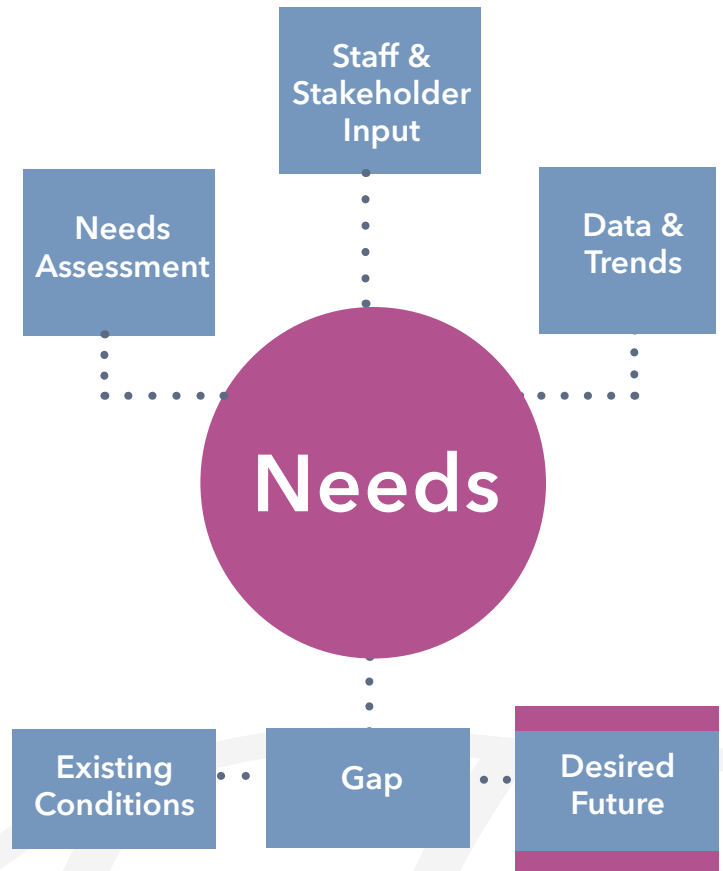 Staff &
Stakeholder
Input
Needs
Assessment
Data &
Trends
Needs
Existing
Conditions
Gap
Desired
Future